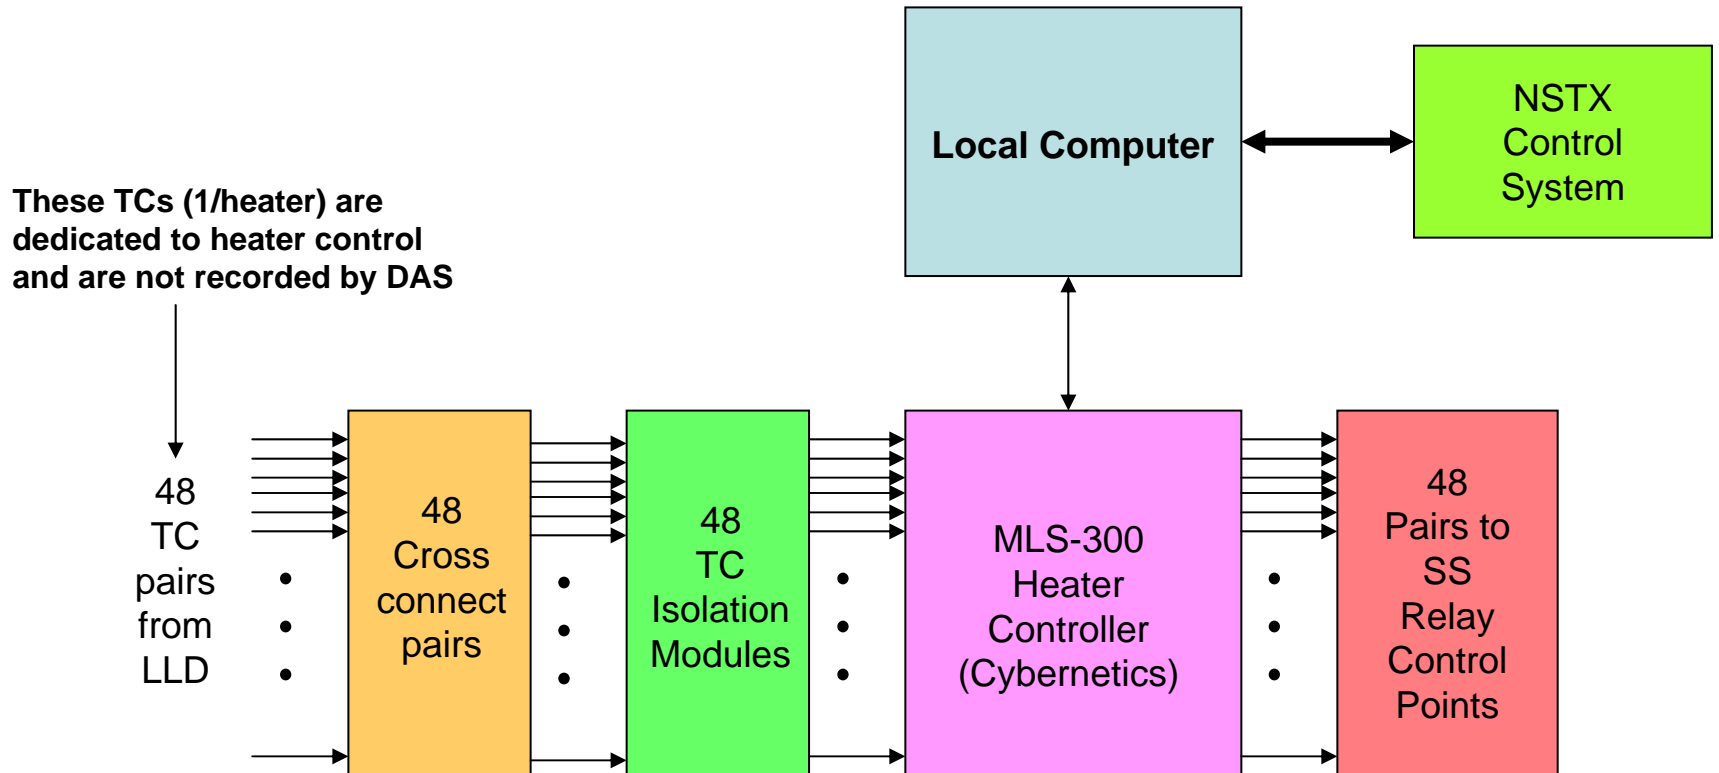 Local Computer
NSTX
Control
System
These TCs (1/heater) are
dedicated to heater control
and are not recorded by DAS
48
TC
pairs
from
LLD
48
Cross
connect
pairs
48
TC
Isolation
Modules
MLS-300
Heater
Controller
(Cybernetics)
48
Pairs to
SS
Relay
Control
Points